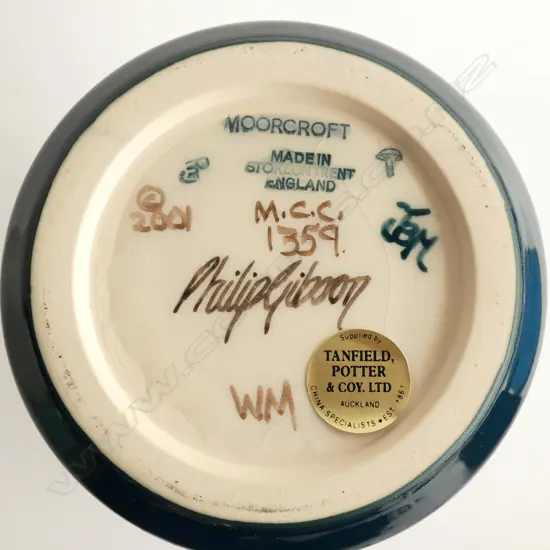 MOORCROFT
MADE IN
STOKE ON TRENT
ENGLAND
© 2001
M.C.C.
1359.
Philip Gibson
WM
Supplied by
TANFIELD,
POTTER
& COY. LTD
AUCKLAND
CHINA SPECIALISTS • EST. 1861